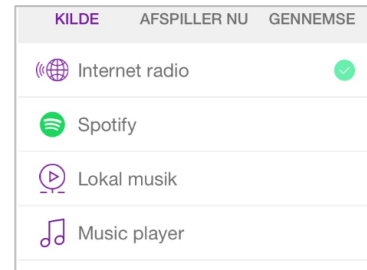 KILDE AFSPILLER NU GENNEMSE
Internet radio
Spotify
Lokal musik
Music player